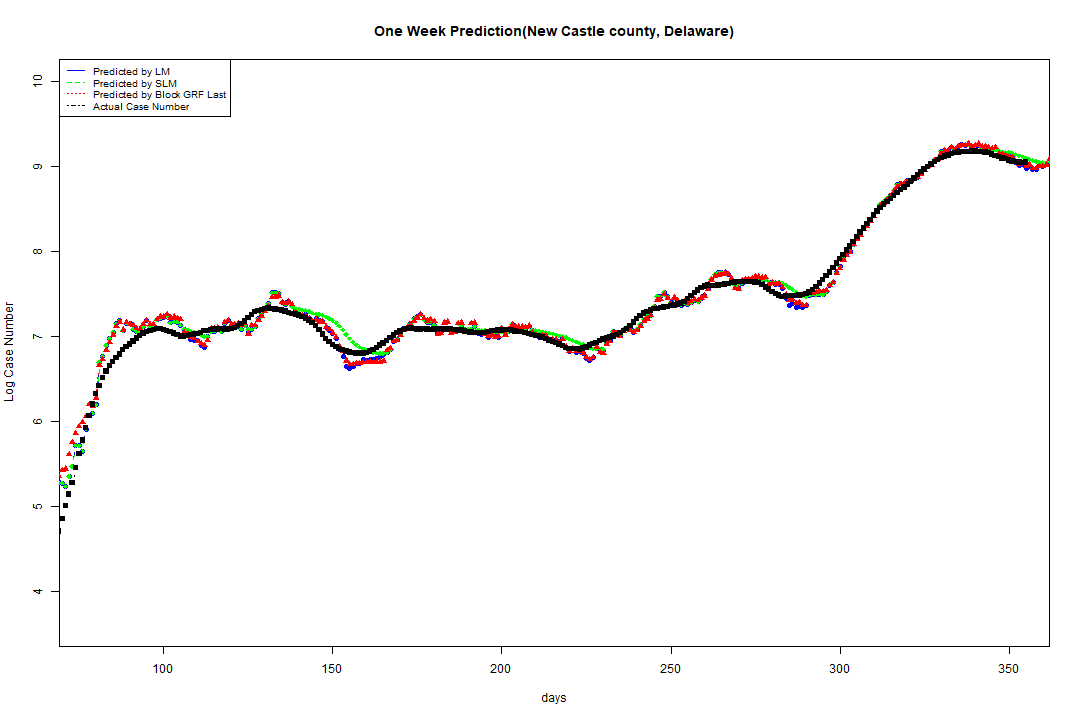 One Week Prediction(New Castle county, Delaware)
Predicted by LM
Predicted by SLM
Predicted by Block GRF Last
Actual Case Number
10
9
8
7
6
5
4
Log Case Number
100 150 200 250 300 350
days